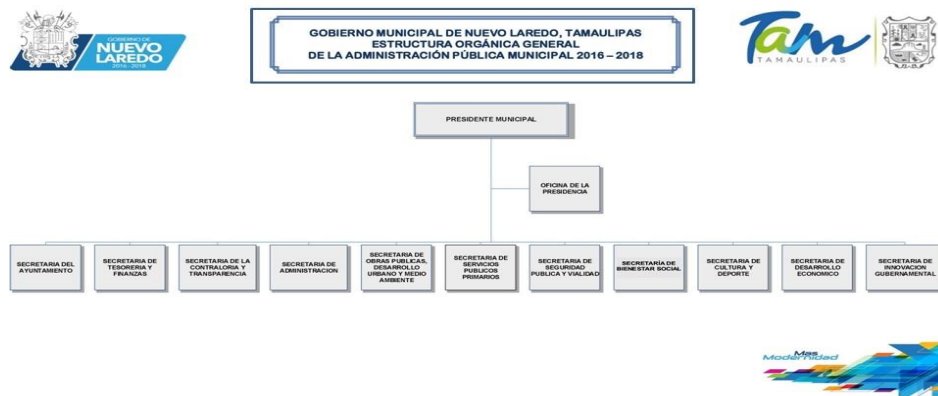 GOBIERNO DE
NUEVO
LAREDO
2016 - 2018
GOBIERNO MUNICIPAL DE NUEVO LAREDO, TAMAULIPAS
ESTRUCTURA ORGÁNICA GENERAL
DE LA ADMINISTRACIÓN PÚBLICA MUNICIPAL 2016 – 2018
Tam
TAMAULIPAS
PRESIDENTE MUNICIPAL
OFICINA DE LA
PRESIDENCIA
SECRETARIA DEL
AYUNTAMIENTO
SECRETARIA DE
TESORERIA Y
FINANZAS
SECRETARIA DE LA
CONTRALORIA Y
TRANSPARENCIA
SECRETARIA DE
ADMINISTRACION
SECRETARIA DE
OBRAS PUBLICAS,
DESARROLLO
URBANO Y MEDIO
AMBIENTE
SECRETARIA DE
SERVICIOS
PUBLICOS
PRIMARIOS
SECRETARIA DE
SEGURIDAD
PUBLICA Y VIALIDAD
SECRETARÍA DE
BIENESTAR SOCIAL
SECRETARIA DE
CULTURA Y
DEPORTE
SECRETARIA DE
DESARROLLO
ECONOMICO
SECRETARIA DE
INNOVACION
GUBERNAMENTAL
Mas
Modernidad